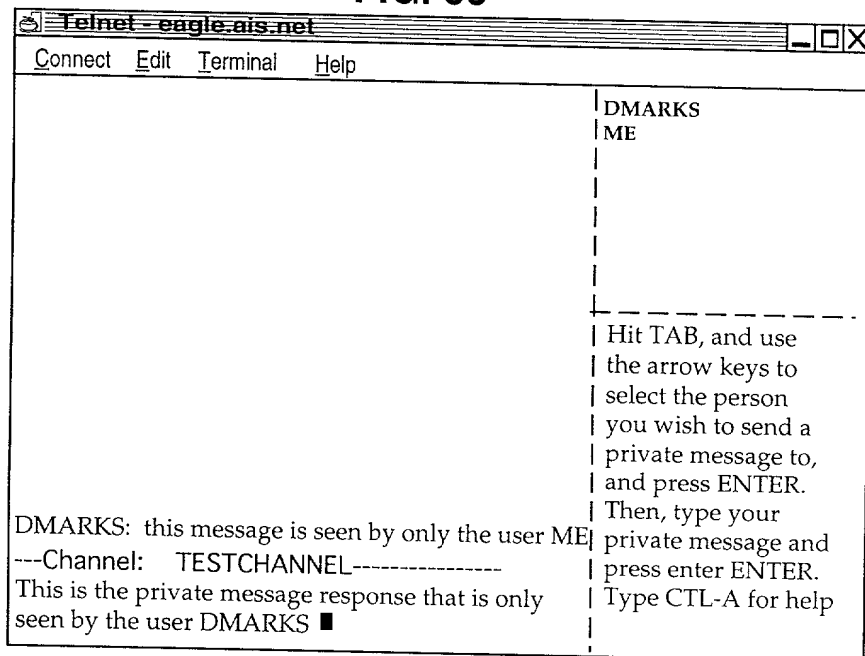 Telnet - eagle.ais.net
Connect Edit Terminal Help
DMARKS
ME
Hit TAB, and use
the arrow keys to
select the person
you wish to send a
private message to,
and press ENTER.
Then, type your
private message and
press enter ENTER.
Type CTL-A for help
DMARKS: this message is seen by only the user ME
---Channel: TESTCHANNEL----------------
This is the private message response that is only
seen by the user DMARKS